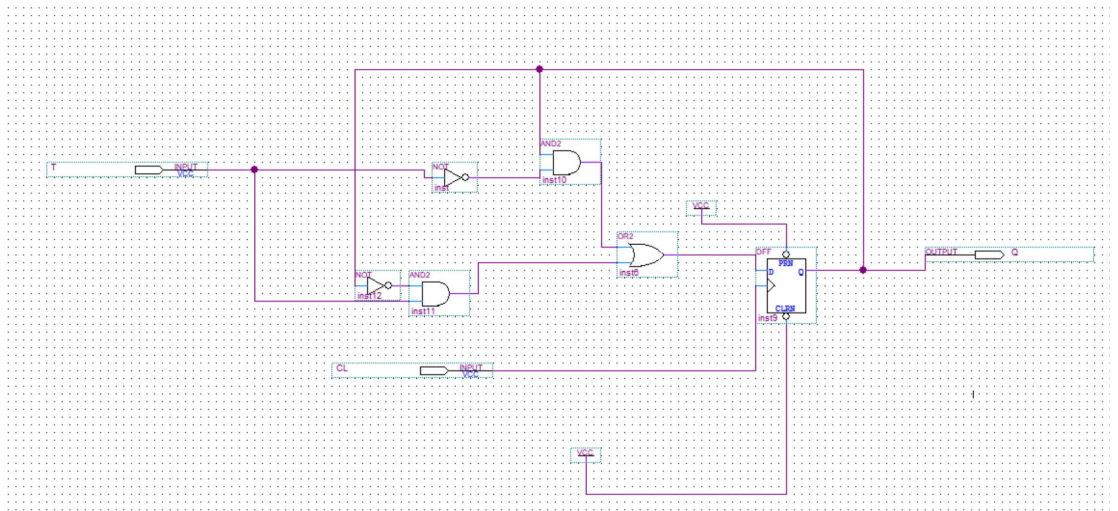 AND2
T
INPUT
VCC
NOT
inst
inst10
VCC
OR2
DFF
PRN
OUTPUT
Q
D
Q
inst6
NOT
AND2
inst12
inst11
CLRN
inst9
CL
INPUT
VCC
VCC